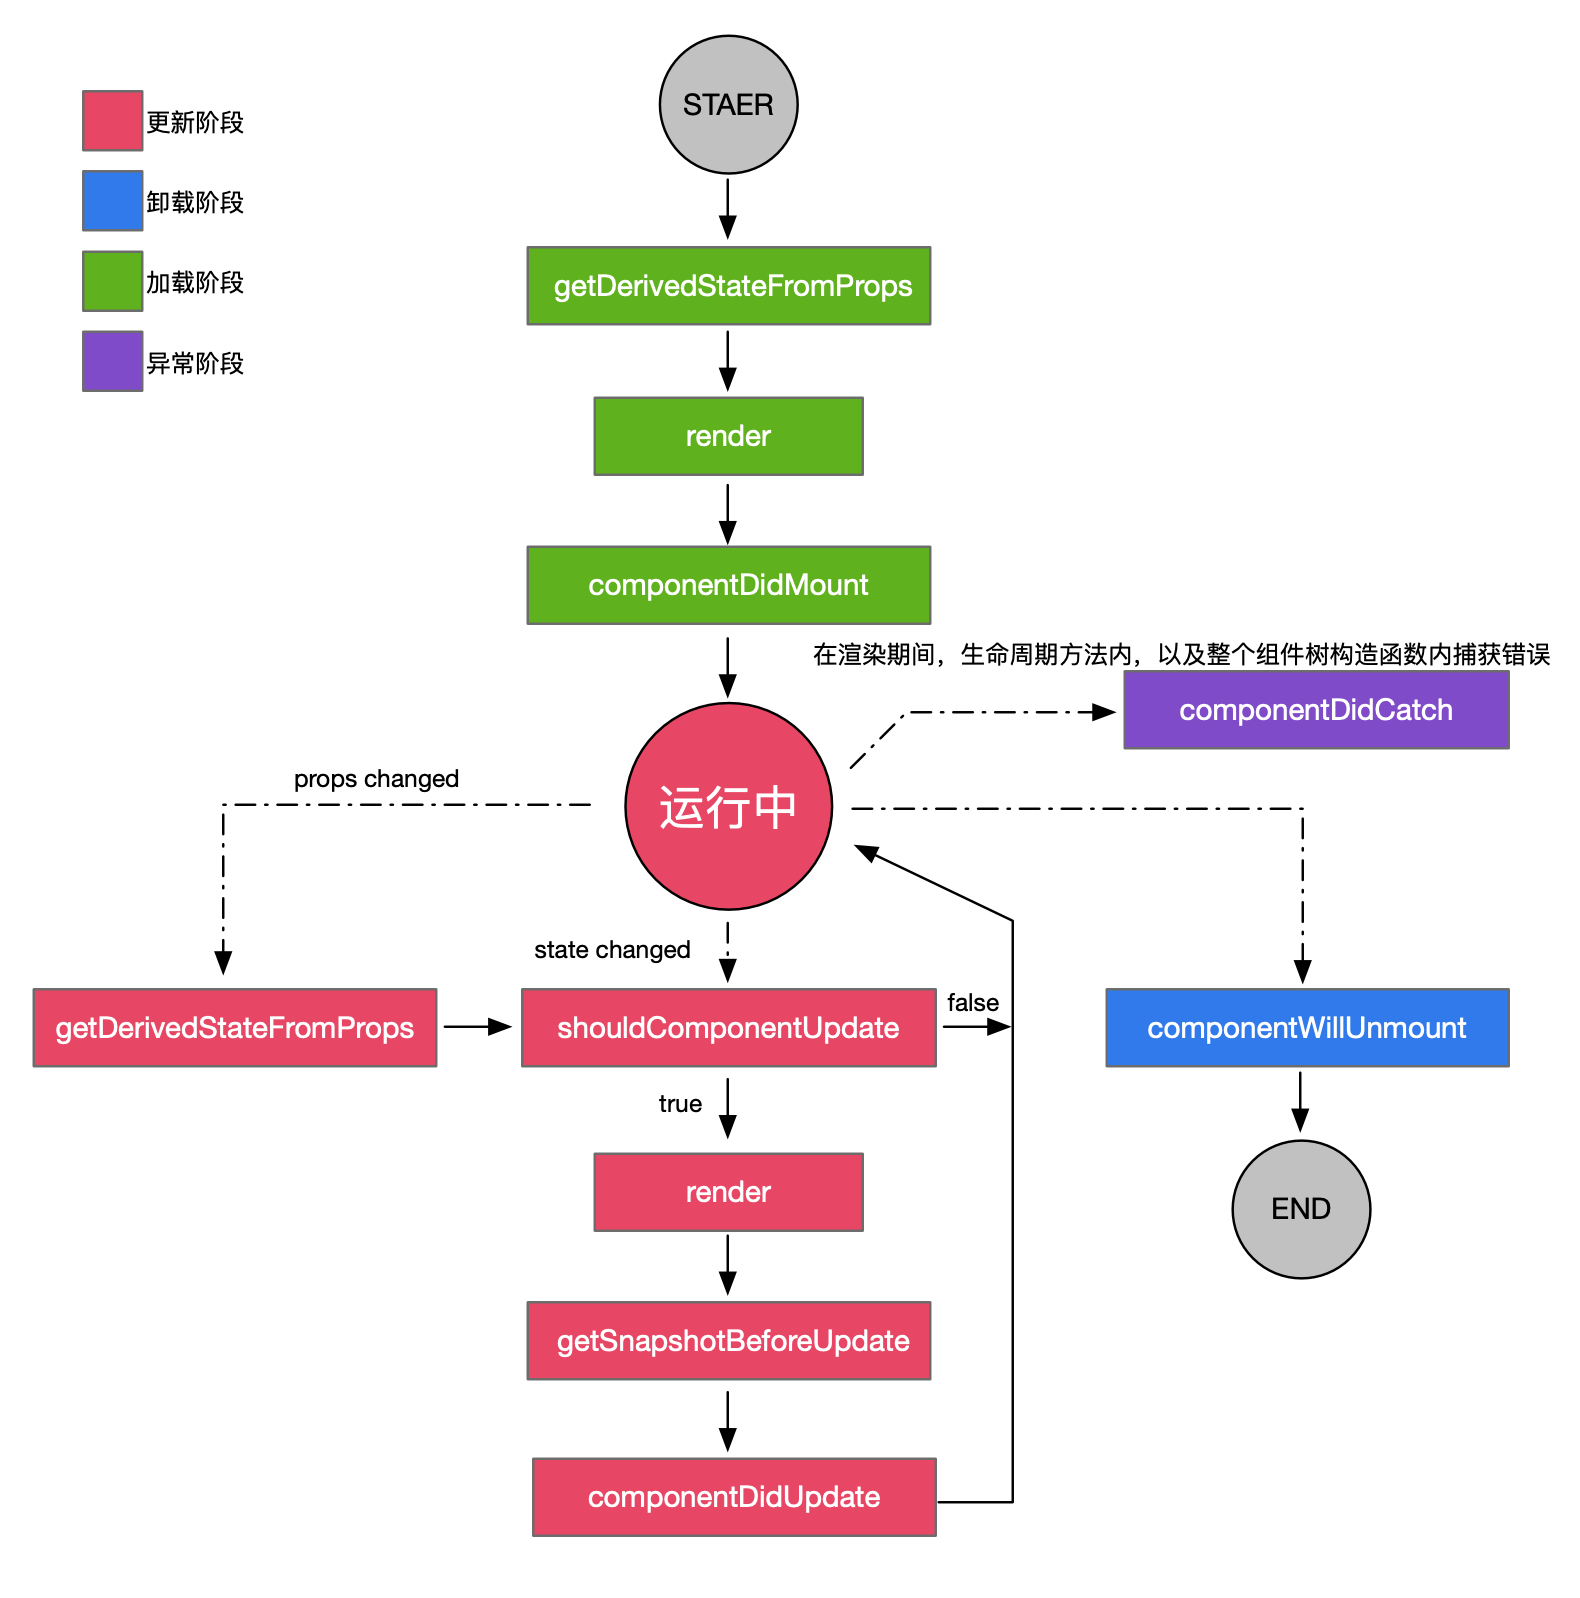 STAER
更新阶段
卸载阶段
加载阶段
异常阶段
getDerivedStateFromProps
render
componentDidMount
在渲染期间，生命周期方法内，以及整个组件树构造函数内捕获错误
componentDidCatch
props changed
运行中
state changed
getDerivedStateFromProps
shouldComponentUpdate
false
componentWillUnmount
true
render
END
getSnapshotBeforeUpdate
componentDidUpdate